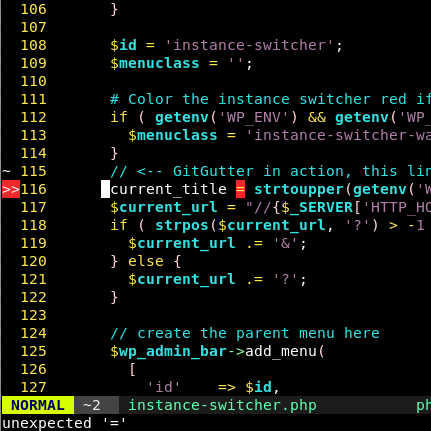 106 }
107
108 $id = 'instance-switcher';
109 $menuclass = '';
110
111 # Color the instance switcher red if
112 if ( getenv('WP_ENV') && getenv('WP_
113 $menuclass = 'instance-switcher-wa
114 }
~ 115 // <-- GitGutter in action, this lin
>>116 current_title = strtoupper(getenv('W
117 $current_url = "//{$_SERVER['HTTP_HO
118 if ( strpos($current_url, '?') > -1
119 $current_url .= '&';
120 } else {
121 $current_url .= '?';
122 }
123
124 // create the parent menu here
125 $wp_admin_bar->add_menu(
126 [
127 'id' => $id,
NORMAL ~2 instance-switcher.php ph
unexpected '='